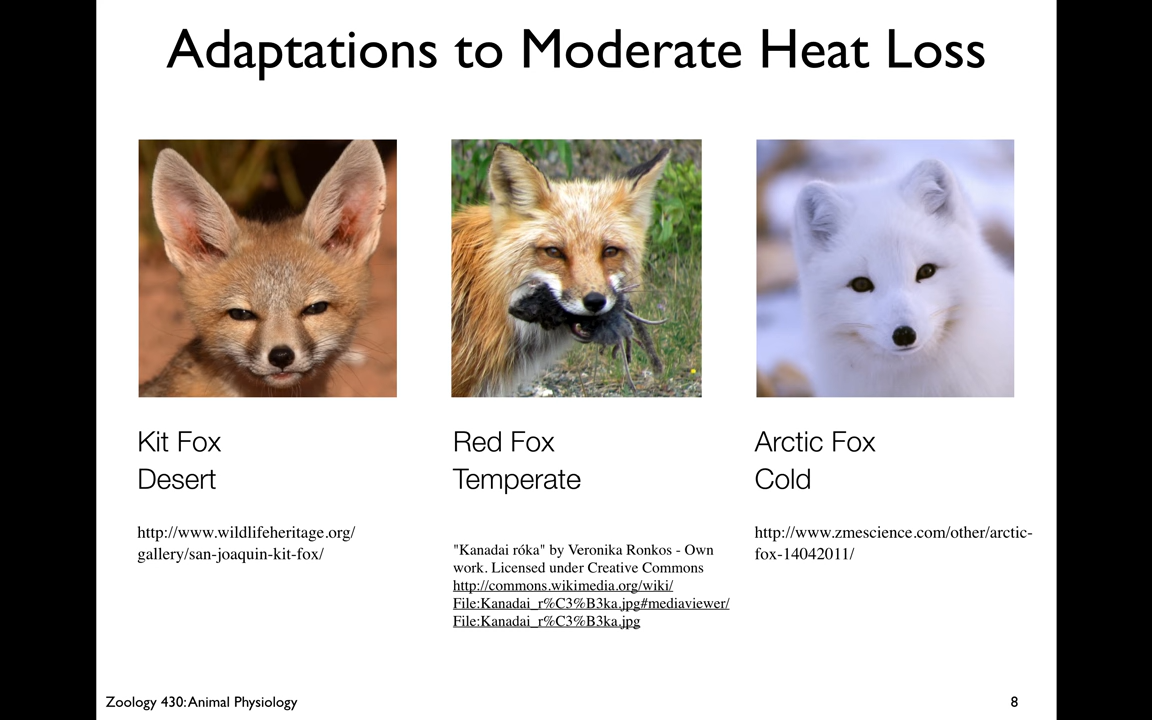 Adaptations to Moderate Heat Loss
Kit Fox
Desert
http://www.wildlifeheritage.org/
gallery/san-joaquin-kit-fox/
Red Fox
Temperate
"Kanadai róka" by Veronika Ronkos - Own
work. Licensed under Creative Commons
http://commons.wikimedia.org/wiki/
File:Kanadai_r%C3%B3ka.jpg#mediaviewer/
File:Kanadai_r%C3%B3ka.jpg
Arctic Fox
Cold
http://www.zmescience.com/other/arctic-
fox-14042011/
Zoology 430: Animal Physiology
8